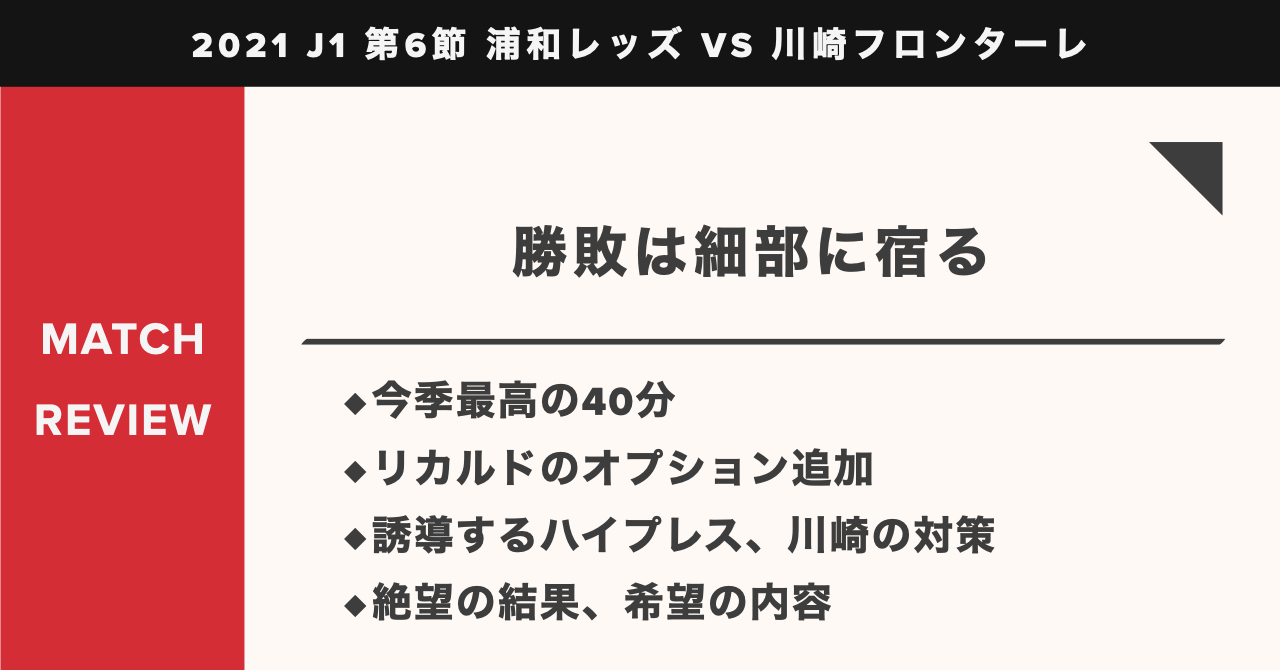 2021 J1 第6節 浦和レッズ VS 川崎フロンターレ
MATCH
REVIEW
勝敗は細部に宿る
◆今季最高の40分
◆リカルドのオプション追加
◆誘導するハイプレス、川崎の対策
◆絶望の結果、希望の内容